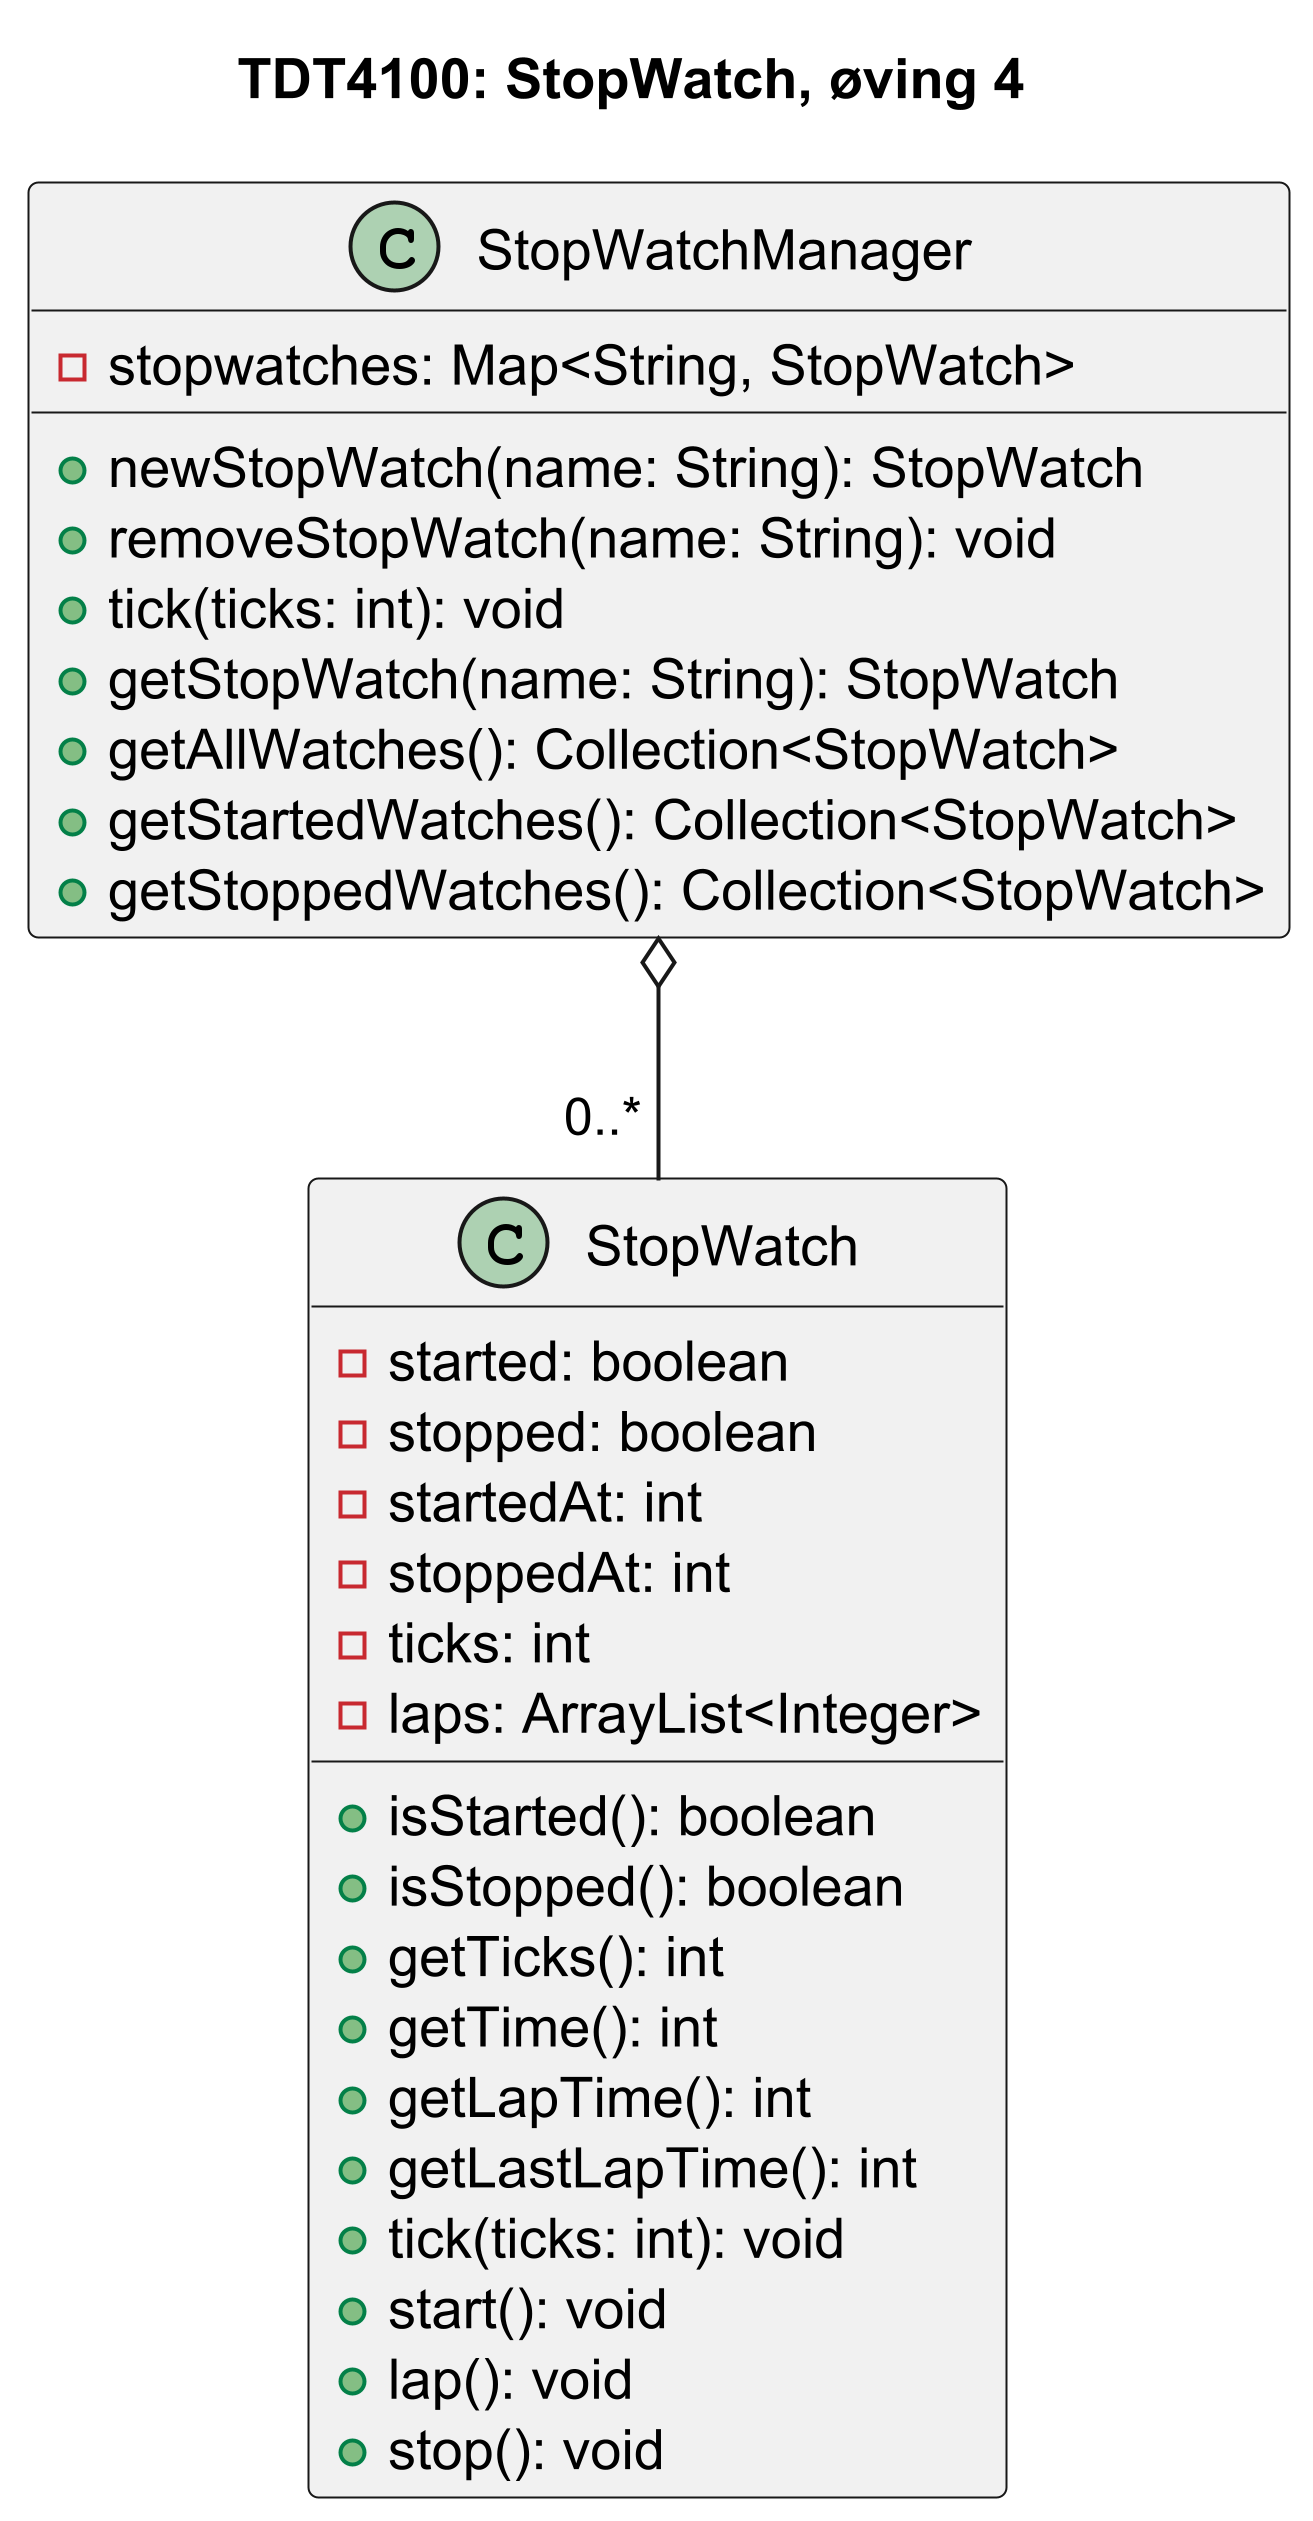 TDT4100: StopWatch, øving 4
C StopWatchManager
stopwatches: Map<String, StopWatch>
newStopWatch(name: String): StopWatch
removeStopWatch(name: String): void
tick(ticks: int): void
getStopWatch(name: String): StopWatch
getAllWatches(): Collection<StopWatch>
getStartedWatches(): Collection<StopWatch>
getStoppedWatches(): Collection<StopWatch>
0..*
C StopWatch
started: boolean
stopped: boolean
startedAt: int
stoppedAt: int
ticks: int
laps: ArrayList<Integer>
isStarted(): boolean
isStopped(): boolean
getTicks(): int
getTime(): int
getLapTime(): int
getLastLapTime(): int
tick(ticks: int): void
start(): void
lap(): void
stop(): void